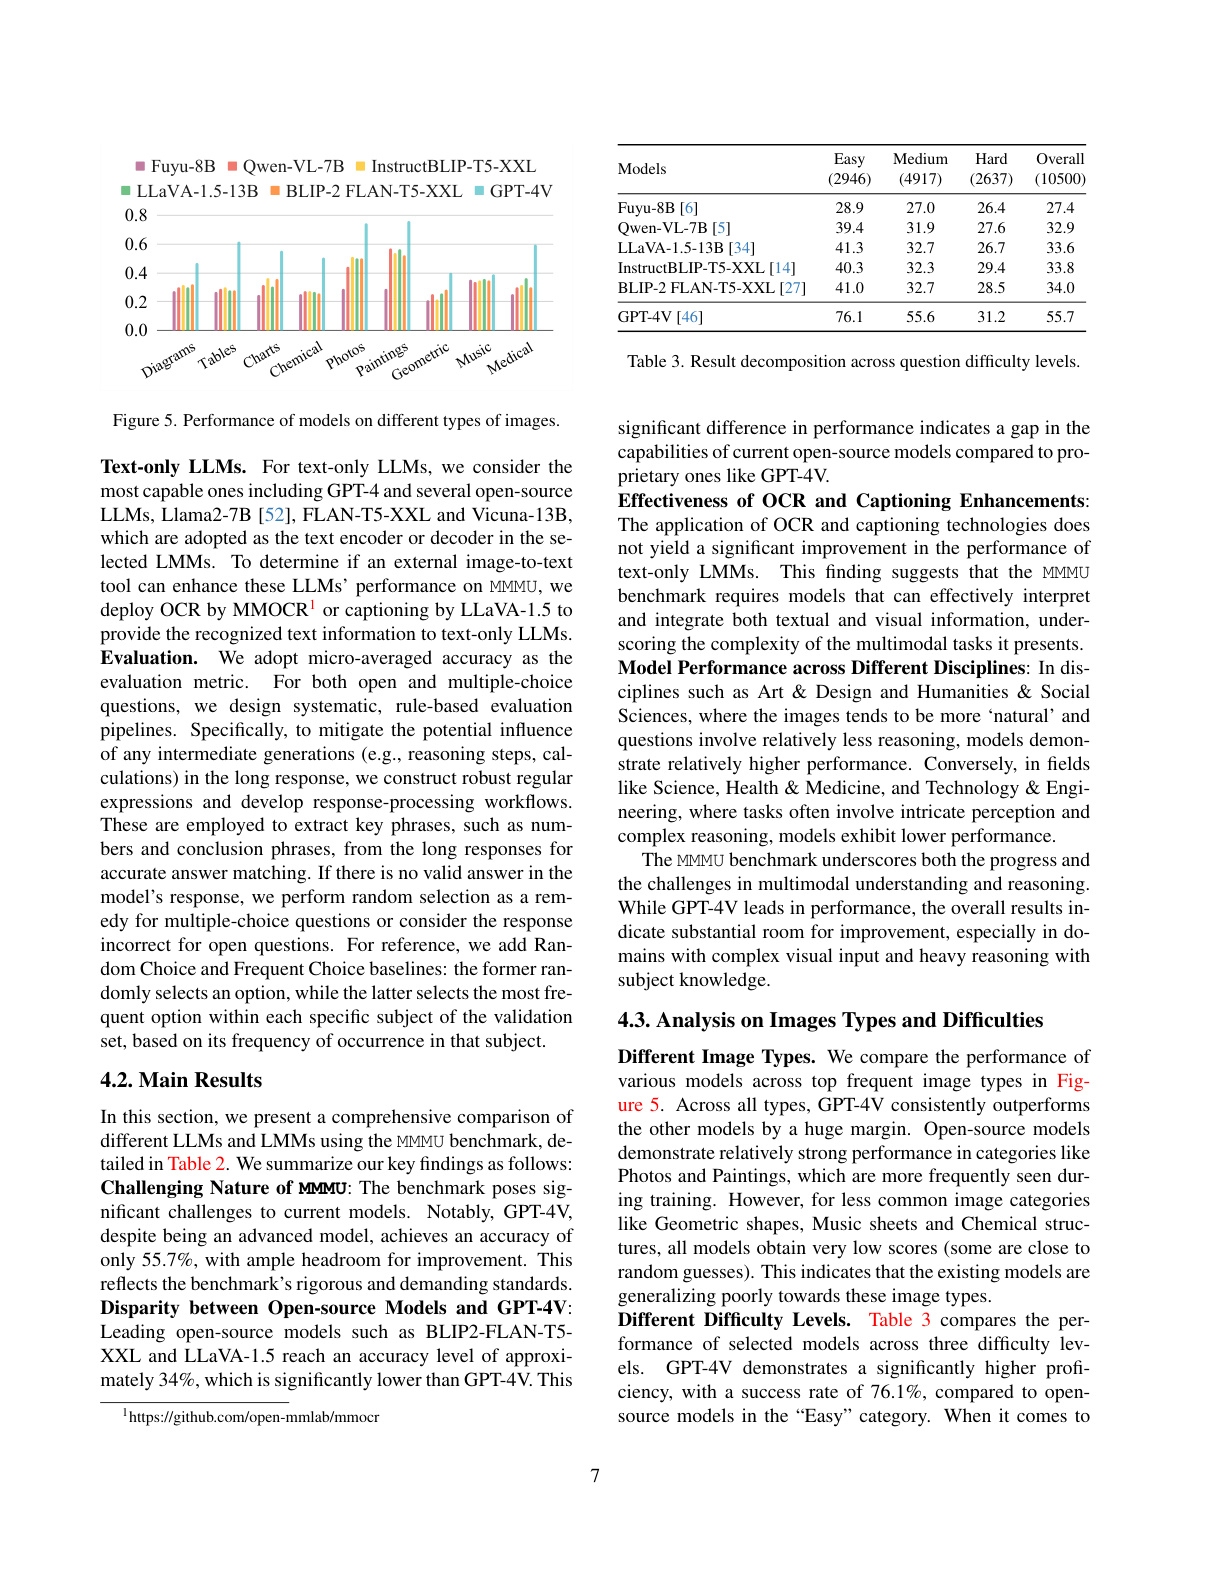 Fuyu-8B Qwen-VL-7B InstructBLIP-T5-XXL
LLaVA-1.5-13B BLIP-2 FLAN-T5-XXL GPT-4V
0.8
0.6
0.4
0.2
0.0
Diagrams Tables Charts Chemical Photos Paintings Geometric Music Medical
Figure 5. Performance of models on different types of images.
Text-only LLMs. For text-only LLMs, we consider the
most capable ones including GPT-4 and several open-source
LLMs, Llama2-7B [52], FLAN-T5-XXL and Vicuna-13B,
which are adopted as the text encoder or decoder in the se-
lected LMMs. To determine if an external image-to-text
tool can enhance these LLMs' performance on MMMU, we
deploy OCR by MMOCR1 or captioning by LLaVA-1.5 to
provide the recognized text information to text-only LLMs.
Evaluation. We adopt micro-averaged accuracy as the
evaluation metric. For both open and multiple-choice
questions, we design systematic, rule-based evaluation
pipelines. Specifically, to mitigate the potential influence
of any intermediate generations (e.g., reasoning steps, cal-
culations) in the long response, we construct robust regular
expressions and develop response-processing workflows.
These are employed to extract key phrases, such as num-
bers and conclusion phrases, from the long responses for
accurate answer matching. If there is no valid answer in the
model's response, we perform random selection as a rem-
edy for multiple-choice questions or consider the response
incorrect for open questions. For reference, we add Ran-
dom Choice and Frequent Choice baselines: the former ran-
domly selects an option, while the latter selects the most fre-
quent option within each specific subject of the validation
set, based on its frequency of occurrence in that subject.
4.2. Main Results
In this section, we present a comprehensive comparison of
different LLMs and LMMs using the MMMU benchmark, de-
tailed in Table 2. We summarize our key findings as follows:
Challenging Nature of MMMU: The benchmark poses sig-
nificant challenges to current models. Notably, GPT-4V,
despite being an advanced model, achieves an accuracy of
only 55.7%, with ample headroom for improvement. This
reflects the benchmark's rigorous and demanding standards.
Disparity between Open-source Models and GPT-4V:
Leading open-source models such as BLIP2-FLAN-T5-
XXL and LLaVA-1.5 reach an accuracy level of approxi-
mately 34%, which is significantly lower than GPT-4V. This
1https://github.com/open-mmlab/mmocr
Models Easy Medium Hard Overall
(2946) (4917) (2637) (10500)
Fuyu-8B [6] 28.9 27.0 26.4 27.4
Qwen-VL-7B [5] 39.4 31.9 27.6 32.9
LLaVA-1.5-13B [34] 41.3 32.7 26.7 33.6
InstructBLIP-T5-XXL [14] 40.3 32.3 29.4 33.8
BLIP-2 FLAN-T5-XXL [27] 41.0 32.7 28.5 34.0
GPT-4V [46] 76.1 55.6 31.2 55.7
Table 3. Result decomposition across question difficulty levels.
significant difference in performance indicates a gap in the
capabilities of current open-source models compared to pro-
prietary ones like GPT-4V.
Effectiveness of OCR and Captioning Enhancements:
The application of OCR and captioning technologies does
not yield a significant improvement in the performance of
text-only LMMs. This finding suggests that the MMMU
benchmark requires models that can effectively interpret
and integrate both textual and visual information, under-
scoring the complexity of the multimodal tasks it presents.
Model Performance across Different Disciplines: In dis-
ciplines such as Art & Design and Humanities & Social
Sciences, where the images tends to be more 'natural' and
questions involve relatively less reasoning, models demon-
strate relatively higher performance. Conversely, in fields
like Science, Health & Medicine, and Technology & Engi-
neering, where tasks often involve intricate perception and
complex reasoning, models exhibit lower performance.
The MMMU benchmark underscores both the progress and
the challenges in multimodal understanding and reasoning.
While GPT-4V leads in performance, the overall results in-
dicate substantial room for improvement, especially in do-
mains with complex visual input and heavy reasoning with
subject knowledge.
4.3. Analysis on Images Types and Difficulties
Different Image Types. We compare the performance of
various models across top frequent image types in Fig-
ure 5. Across all types, GPT-4V consistently outperforms
the other models by a huge margin. Open-source models
demonstrate relatively strong performance in categories like
Photos and Paintings, which are more frequently seen dur-
ing training. However, for less common image categories
like Geometric shapes, Music sheets and Chemical struc-
tures, all models obtain very low scores (some are close to
random guesses). This indicates that the existing models are
generalizing poorly towards these image types.
Different Difficulty Levels. Table 3 compares the per-
formance of selected models across three difficulty lev-
els. GPT-4V demonstrates a significantly higher profi-
ciency, with a success rate of 76.1%, compared to open-
source models in the “Easy” category. When it comes to
7